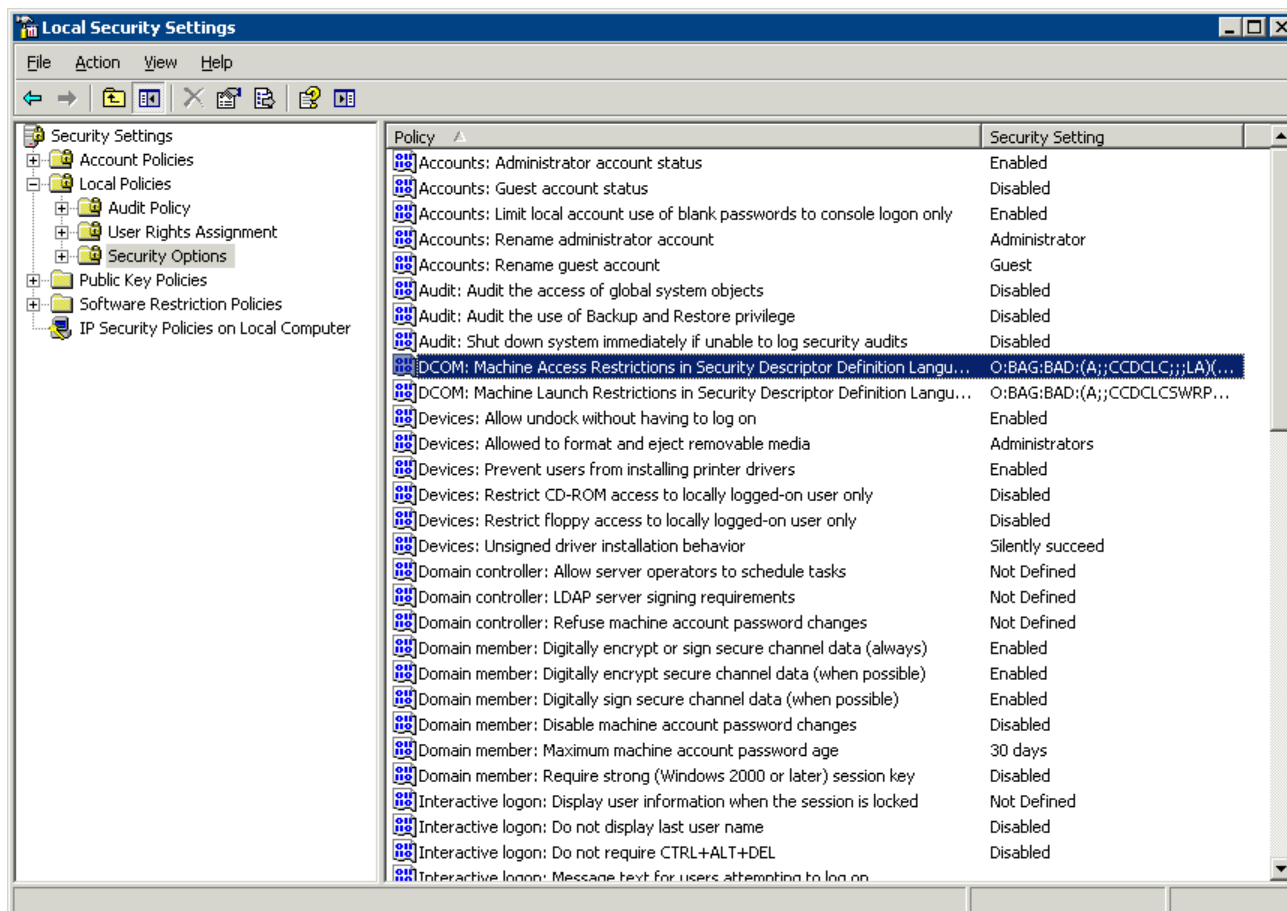 Local Security Settings
File Action View Help
Security Settings
Account Policies
Local Policies
Audit Policy
User Rights Assignment
Security Options
Public Key Policies
Software Restriction Policies
IP Security Policies on Local Computer
Policy Security Setting
Accounts: Administrator account status Enabled
Accounts: Guest account status Disabled
Accounts: Limit local account use of blank passwords to console logon only Enabled
Accounts: Rename administrator account Administrator
Accounts: Rename guest account Guest
Audit: Audit the access of global system objects Disabled
Audit: Audit the use of Backup and Restore privilege Disabled
Audit: Shut down system immediately if unable to log security audits Disabled
DCOM: Machine Access Restrictions in Security Descriptor Definition Langu... O:BAG:BAD:(A;;CCDCLC;;;LA)(...
DCOM: Machine Launch Restrictions in Security Descriptor Definition Langu... O:BAG:BAD:(A;;CCDCLCSWRP...
Devices: Allow undock without having to log on Enabled
Devices: Allowed to format and eject removable media Administrators
Devices: Prevent users from installing printer drivers Enabled
Devices: Restrict CD-ROM access to locally logged-on user only Disabled
Devices: Restrict floppy access to locally logged-on user only Disabled
Devices: Unsigned driver installation behavior Silently succeed
Domain controller: Allow server operators to schedule tasks Not Defined
Domain controller: LDAP server signing requirements Not Defined
Domain controller: Refuse machine account password changes Not Defined
Domain member: Digitally encrypt or sign secure channel data (always) Enabled
Domain member: Digitally encrypt secure channel data (when possible) Enabled
Domain member: Digitally sign secure channel data (when possible) Enabled
Domain member: Disable machine account password changes Disabled
Domain member: Maximum machine account password age 30 days
Domain member: Require strong (Windows 2000 or later) session key Disabled
Interactive logon: Display user information when the session is locked Not Defined
Interactive logon: Do not display last user name Disabled
Interactive logon: Do not require CTRL+ALT+DEL Disabled
Interactive logon: Message text for users attempting to log on